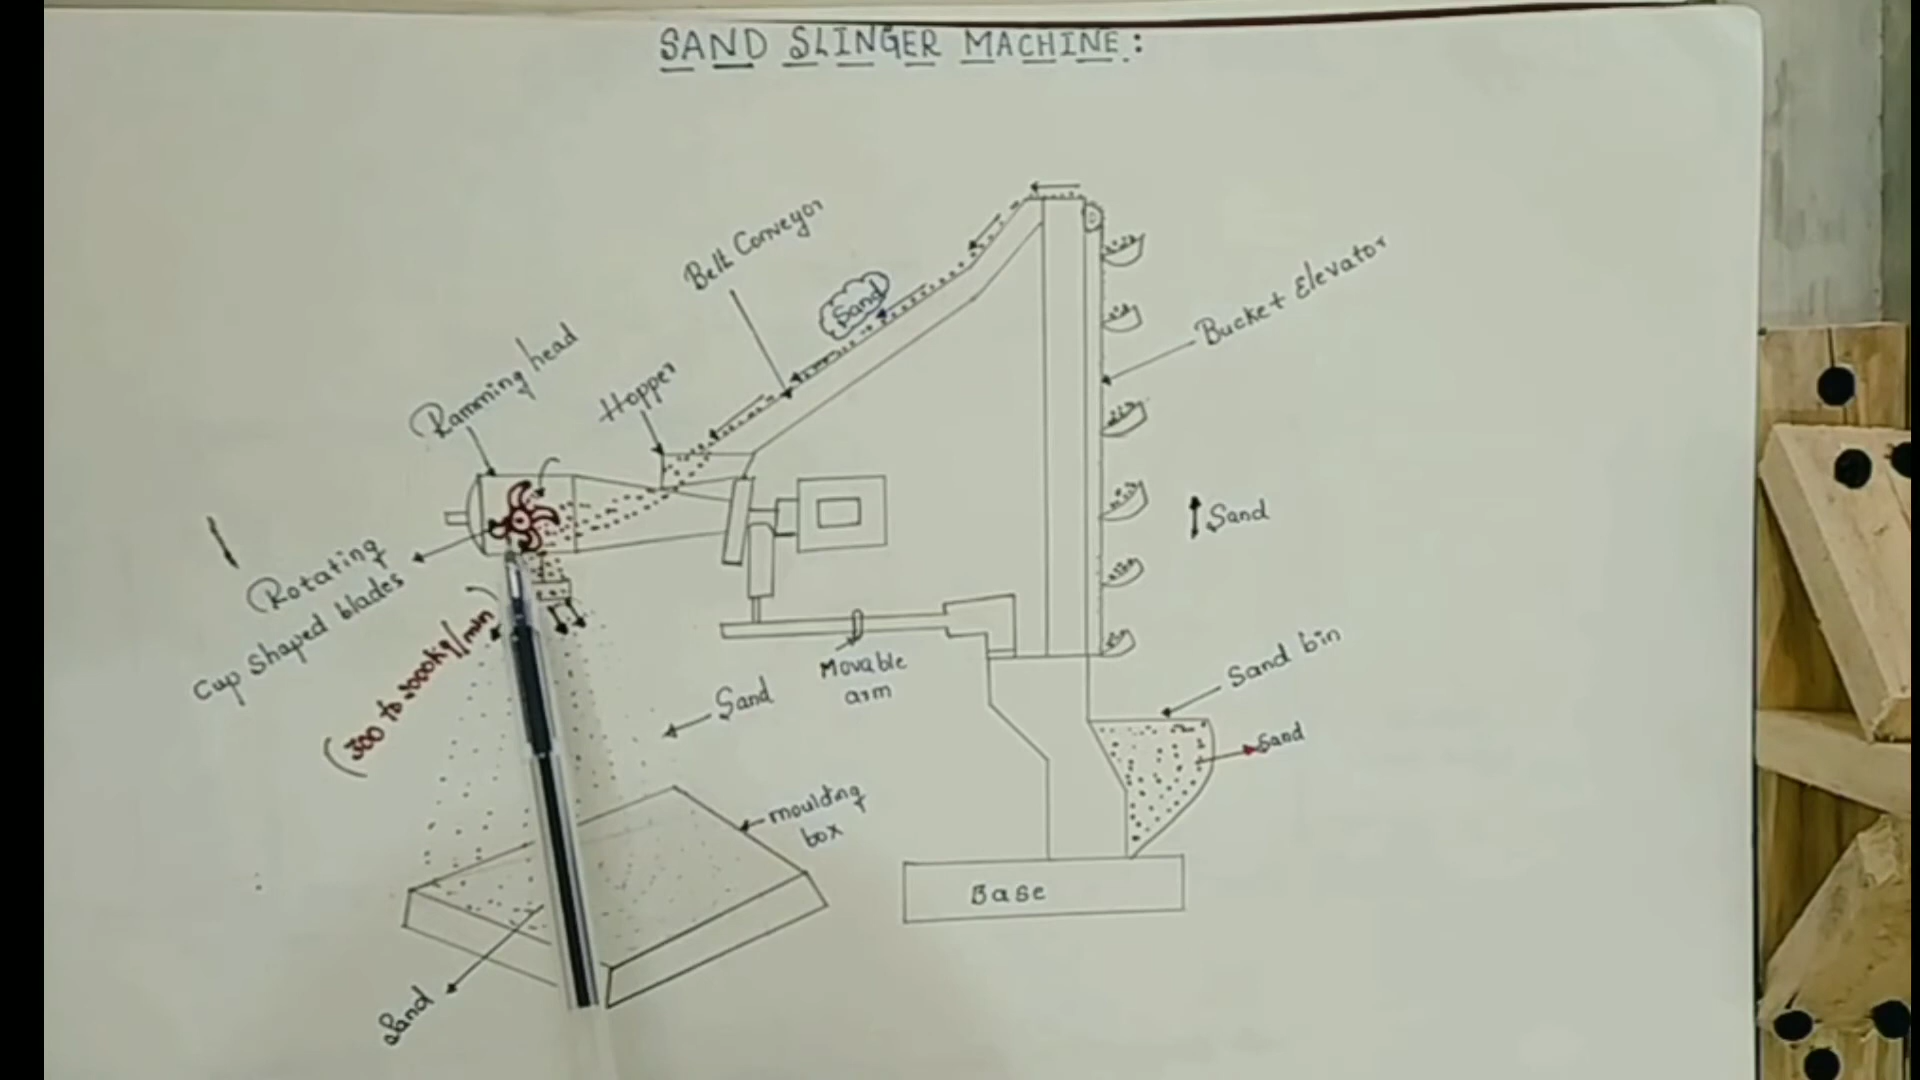 SAND SLINGER MACHINE:
Belt Conveyor
Sand
Bucket Elevator
Ramming head
Hopper
Sand
Rotating
Cup shaped blades
(300 to 2000kg/min
Movable
arm
Sand bin
Sand
Sand
moulding
box
Base
Sand